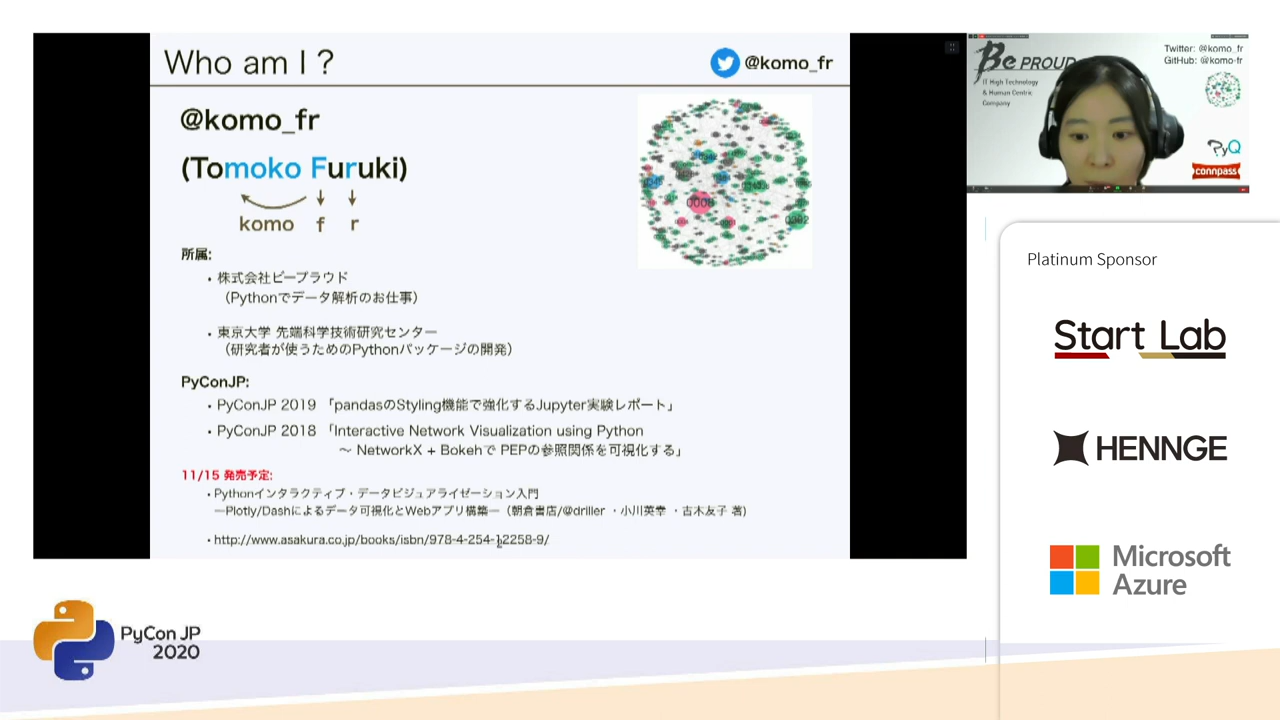 Who am I ?
@komo_fr
@komo_fr
(Tomoko Furuki)
komo f r
所属:
・株式会社ビープラウド
（Pythonでデータ解析のお仕事）
・東京大学 先端科学技術研究センター
（研究者が使うためのPythonパッケージの開発）
PyConJP:
・PyConJP 2019 「pandasのStyling機能で強化するJupyter実験レポート」
・PyConJP 2018 「Interactive Network Visualization using Python
〜 NetworkX + Bokehで PEPの参照関係を可視化する」
11/15 発売予定:
・Pythonインタラクティブ・データビジュアライゼーション入門
―Plotly/Dashによるデータ可視化とWebアプリ構築―（朝倉書店/@driller ・小川英幸 ・古木友子 著)
・http://www.asakura.co.jp/books/isbn/978-4-254-12258-9/
Be PROUD
IT High Technology
& Human Centric
Company
Twitter: @komo_fr
GitHub: @komo-fr
PyQ
connpass
Platinum Sponsor
Start Lab
HENNGE
Microsoft
Azure
PyCon JP
2020